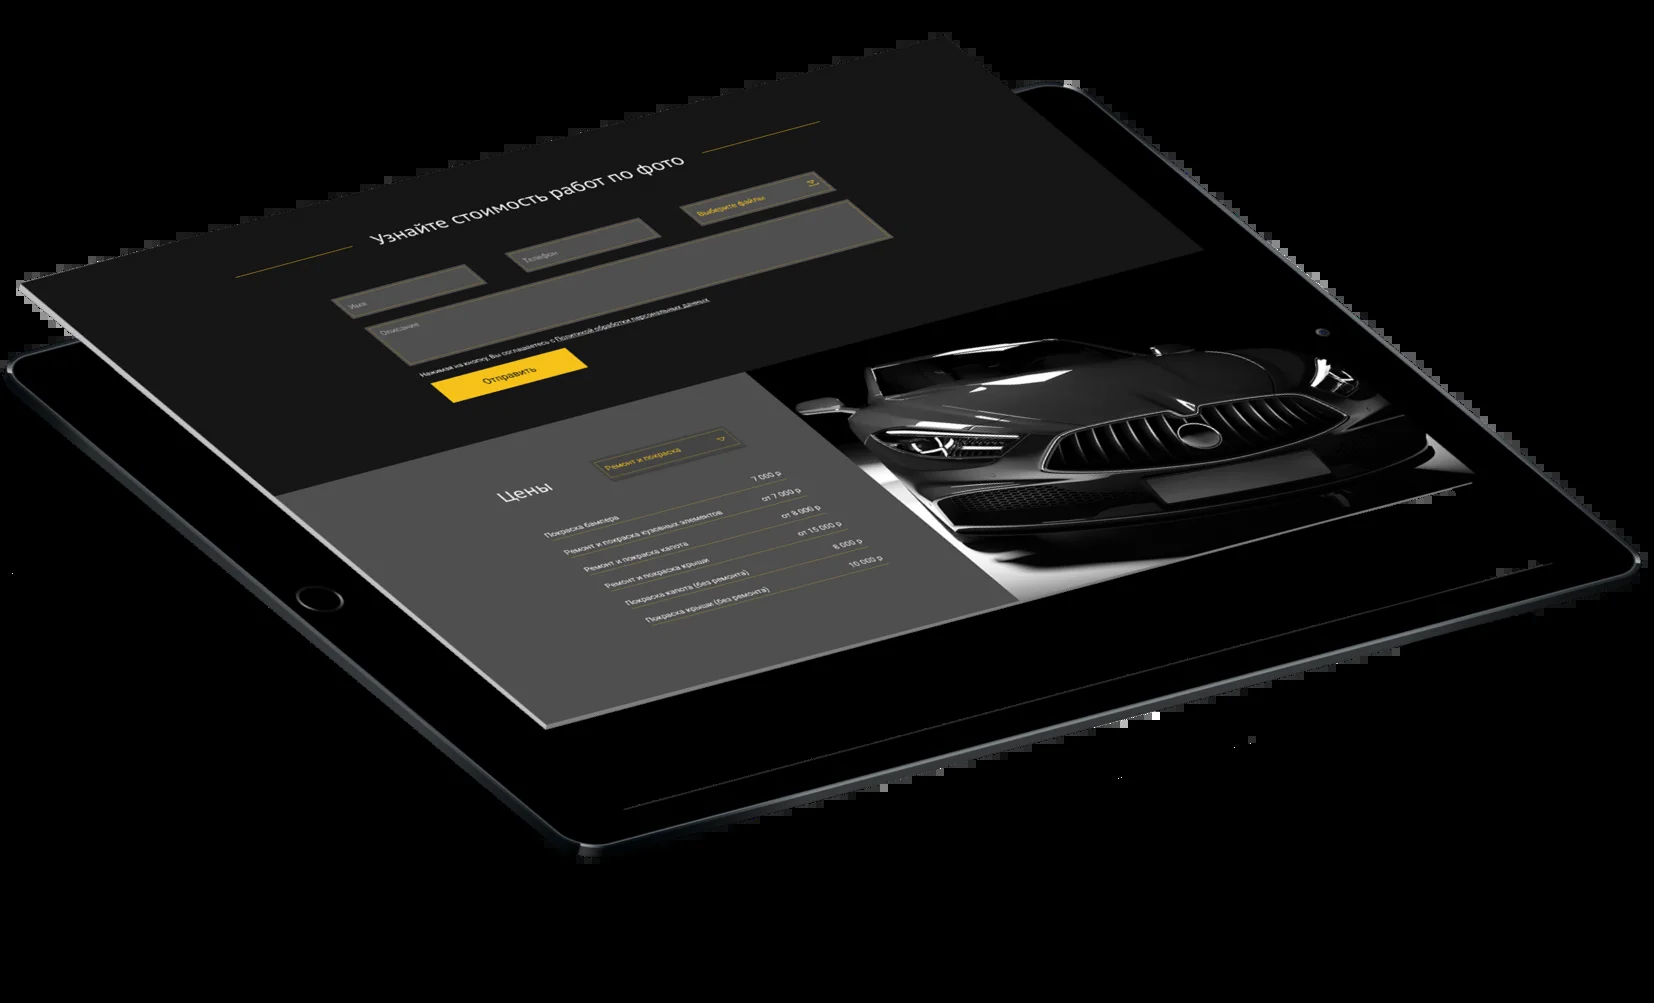 Узнайте стоимость работ по фото
Имя
Телефон
Выберите файлы
Описание
Нажимая на кнопку, Вы соглашаетесь с Политикой обработки персональных данных
Отправить
Цены
Ремонт и покраска
Покраска бампера 7 000 р
Ремонт и покраска кузовных элементов от 7 000 р
Ремонт и покраска капота от 8 000 р
Ремонт и покраска крыши от 15 000 р
Покраска капота (без ремонта) 8 000 р
Покраска крыши (без ремонта) 10 000 р